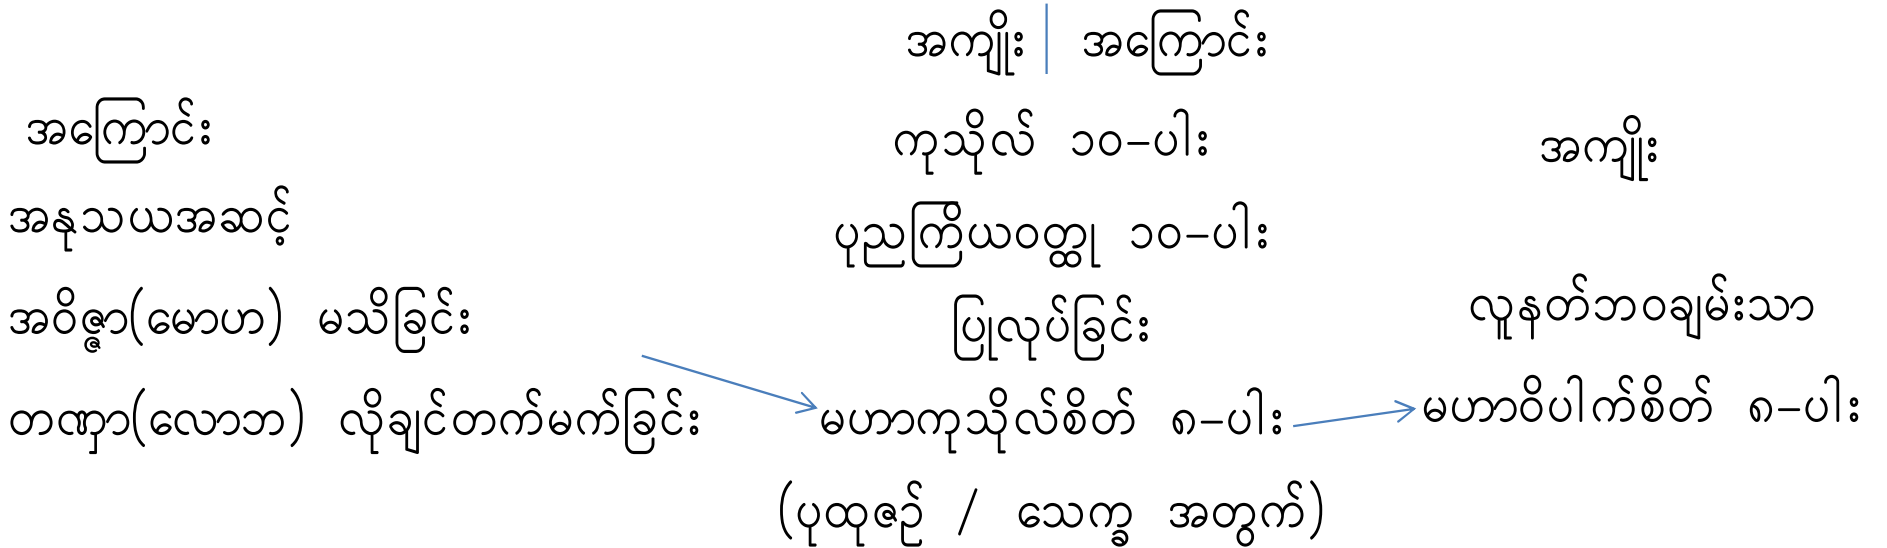 အကျိုး | အကြောင်း
အကြောင်း
ကုသိုလ် ၁၀-ပါး
အကျိုး
အနုသယအဆင့်
ပုညကြိယဝတ္ထု ၁၀-ပါး
အဝိဇ္ဇာ(မောဟ) မသိခြင်း
ပြုလုပ်ခြင်း
လူနတ်ဘဝချမ်းသာ
တဏှာ(လောဘ) လိုချင်တက်မက်ခြင်း
မဟာကုသိုလ်စိတ် ၈-ပါး
မဟာဝိပါက်စိတ် ၈-ပါး
(ပုထုဇဉ် / သေက္ခ အတွက်)